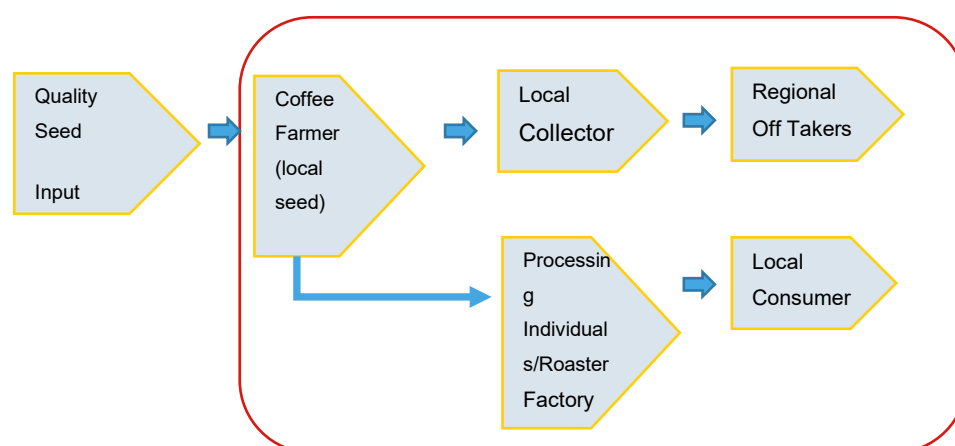 Quality
Seed
Input
Coffee
Farmer
(local
seed)
Local
Collector
Regional
Off Takers
Processin
g
Individual
s/Roaster
Factory
Local
Consumer